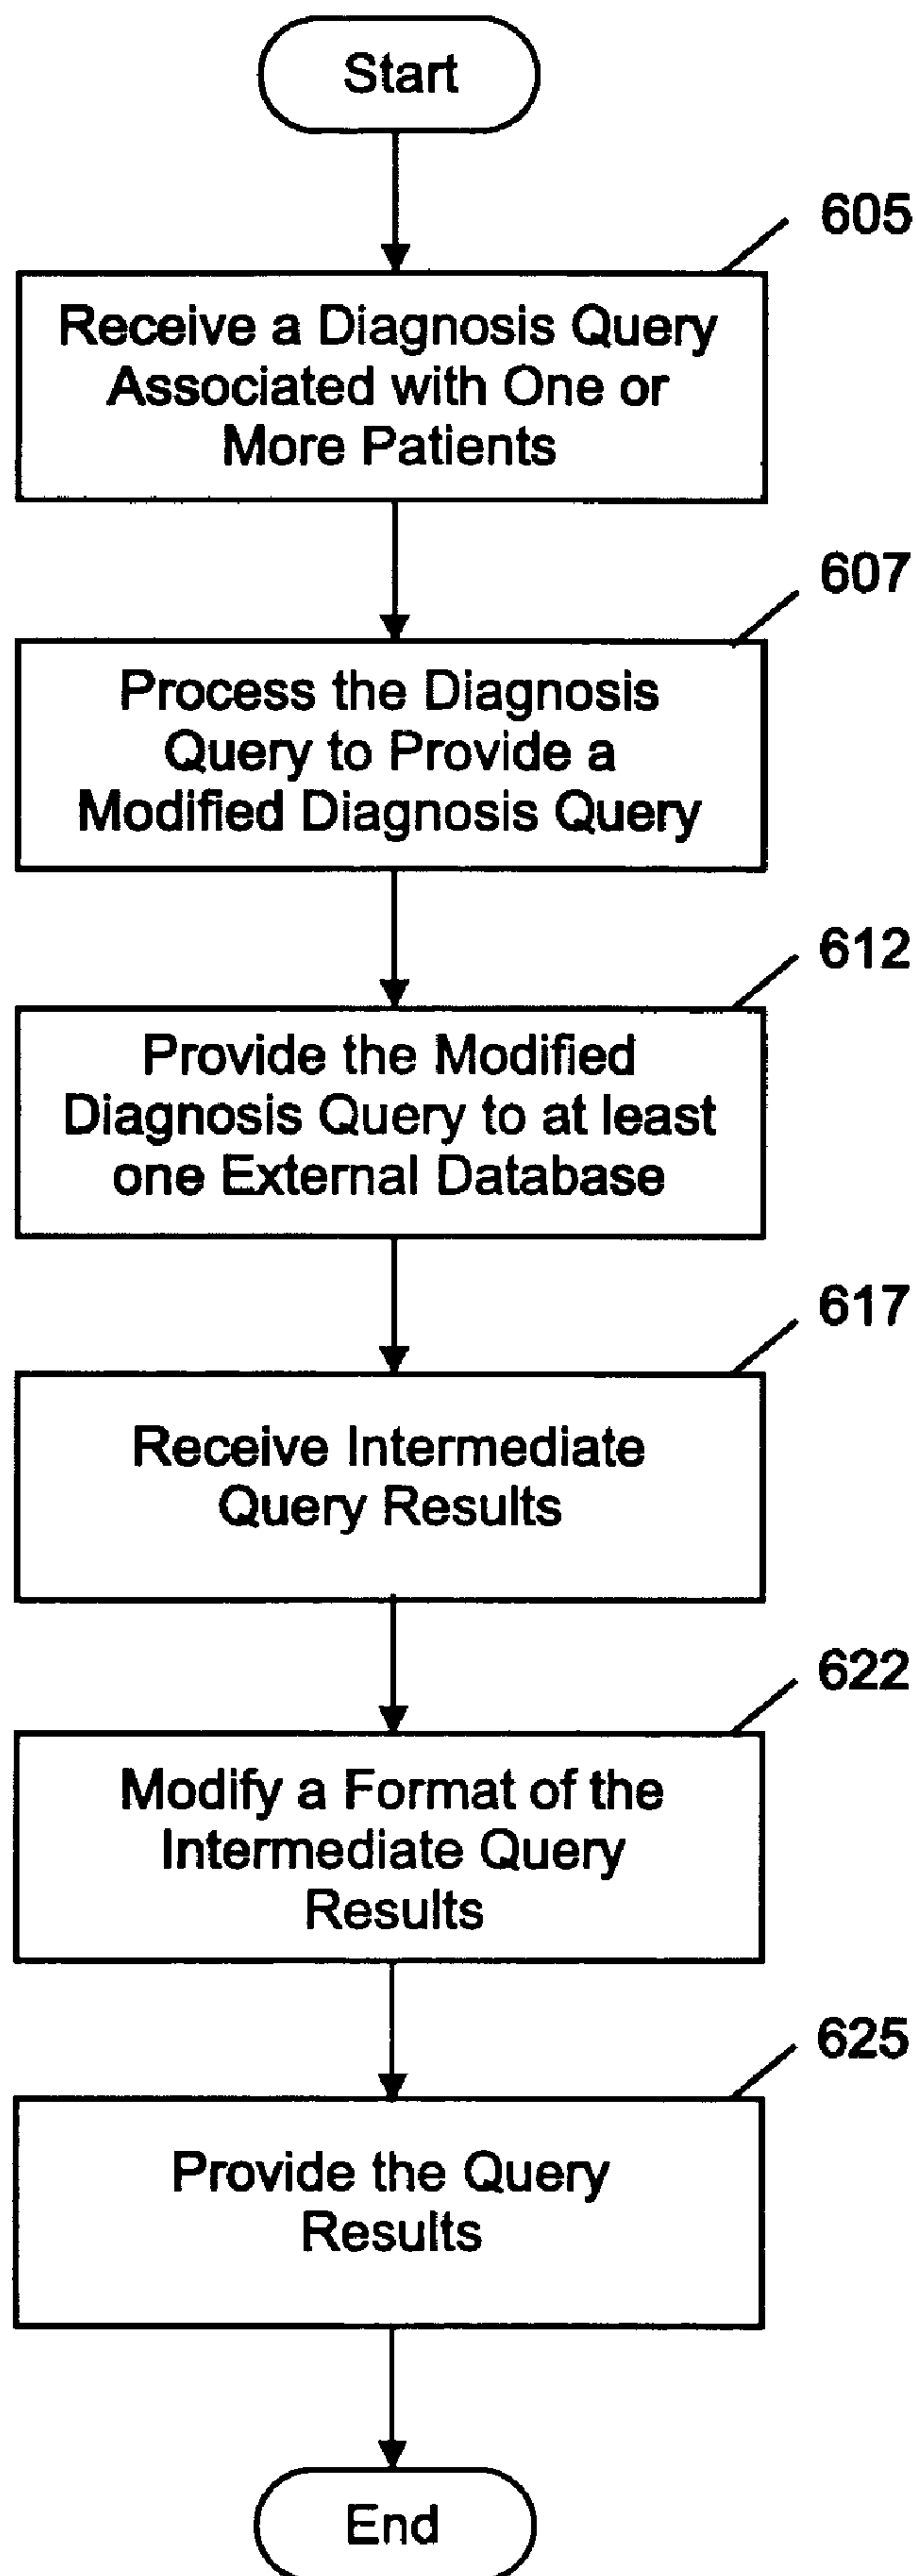 Start
605
Receive a Diagnosis Query
Associated with One or
More Patients
607
Process the Diagnosis
Query to Provide a
Modified Diagnosis Query
612
Provide the Modified
Diagnosis Query to at least
one External Database
617
Receive Intermediate
Query Results
622
Modify a Format of the
Intermediate Query
Results
625
Provide the Query
Results
End